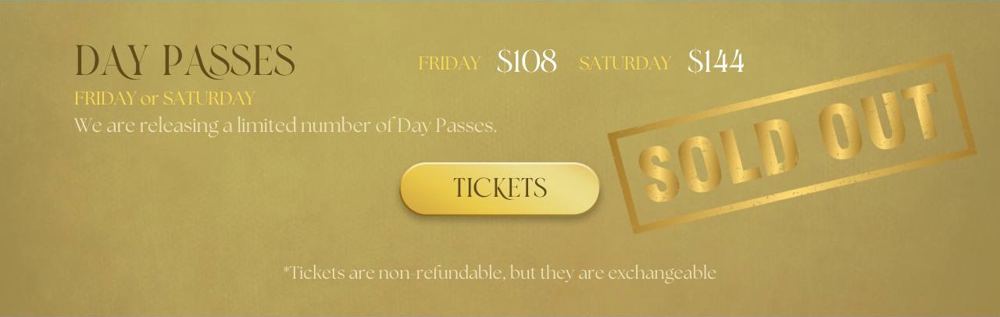 DAY PASSES
FRIDAY $108 SATURDAY $144
FRIDAY or SATURDAY
We are releasing a limited number of Day Passes.
SOLD OUT
TICKETS
*Tickets are non-refundable, but they are exchangeable